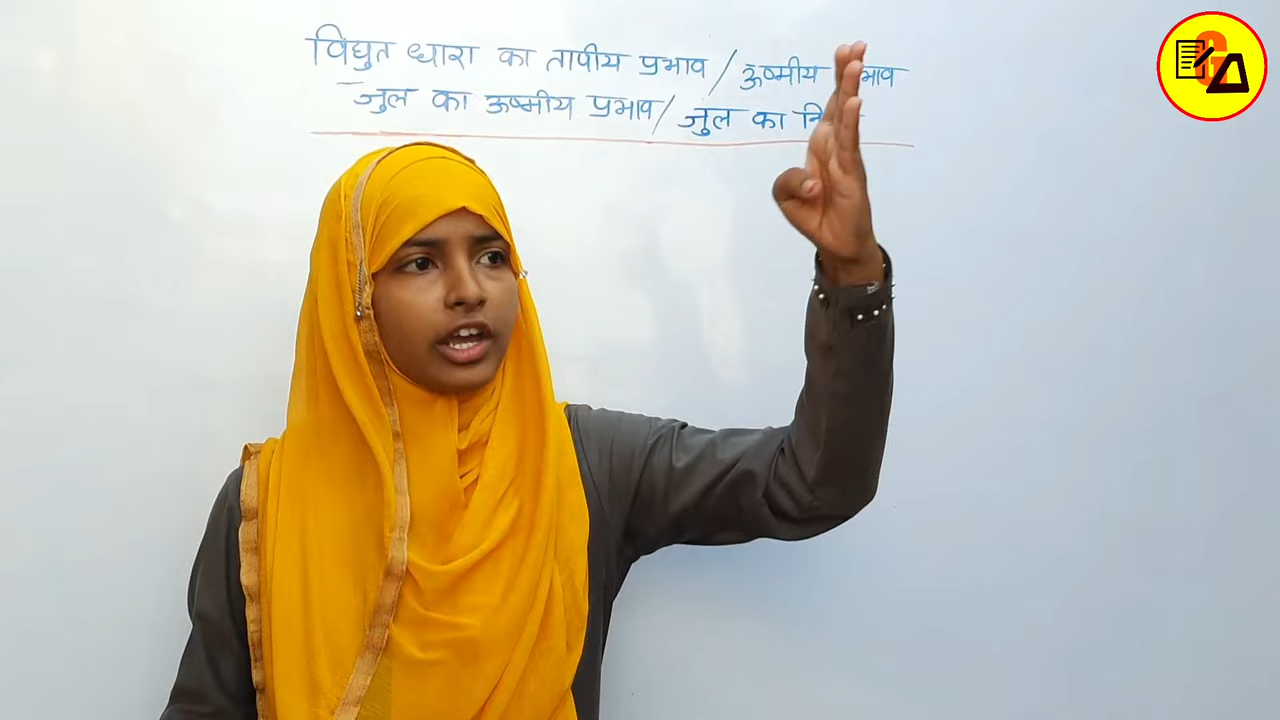 विद्युत धारा का तापीय प्रभाव / ऊष्मीय
जुल का ऊष्मीय प्रभाव / जुल का